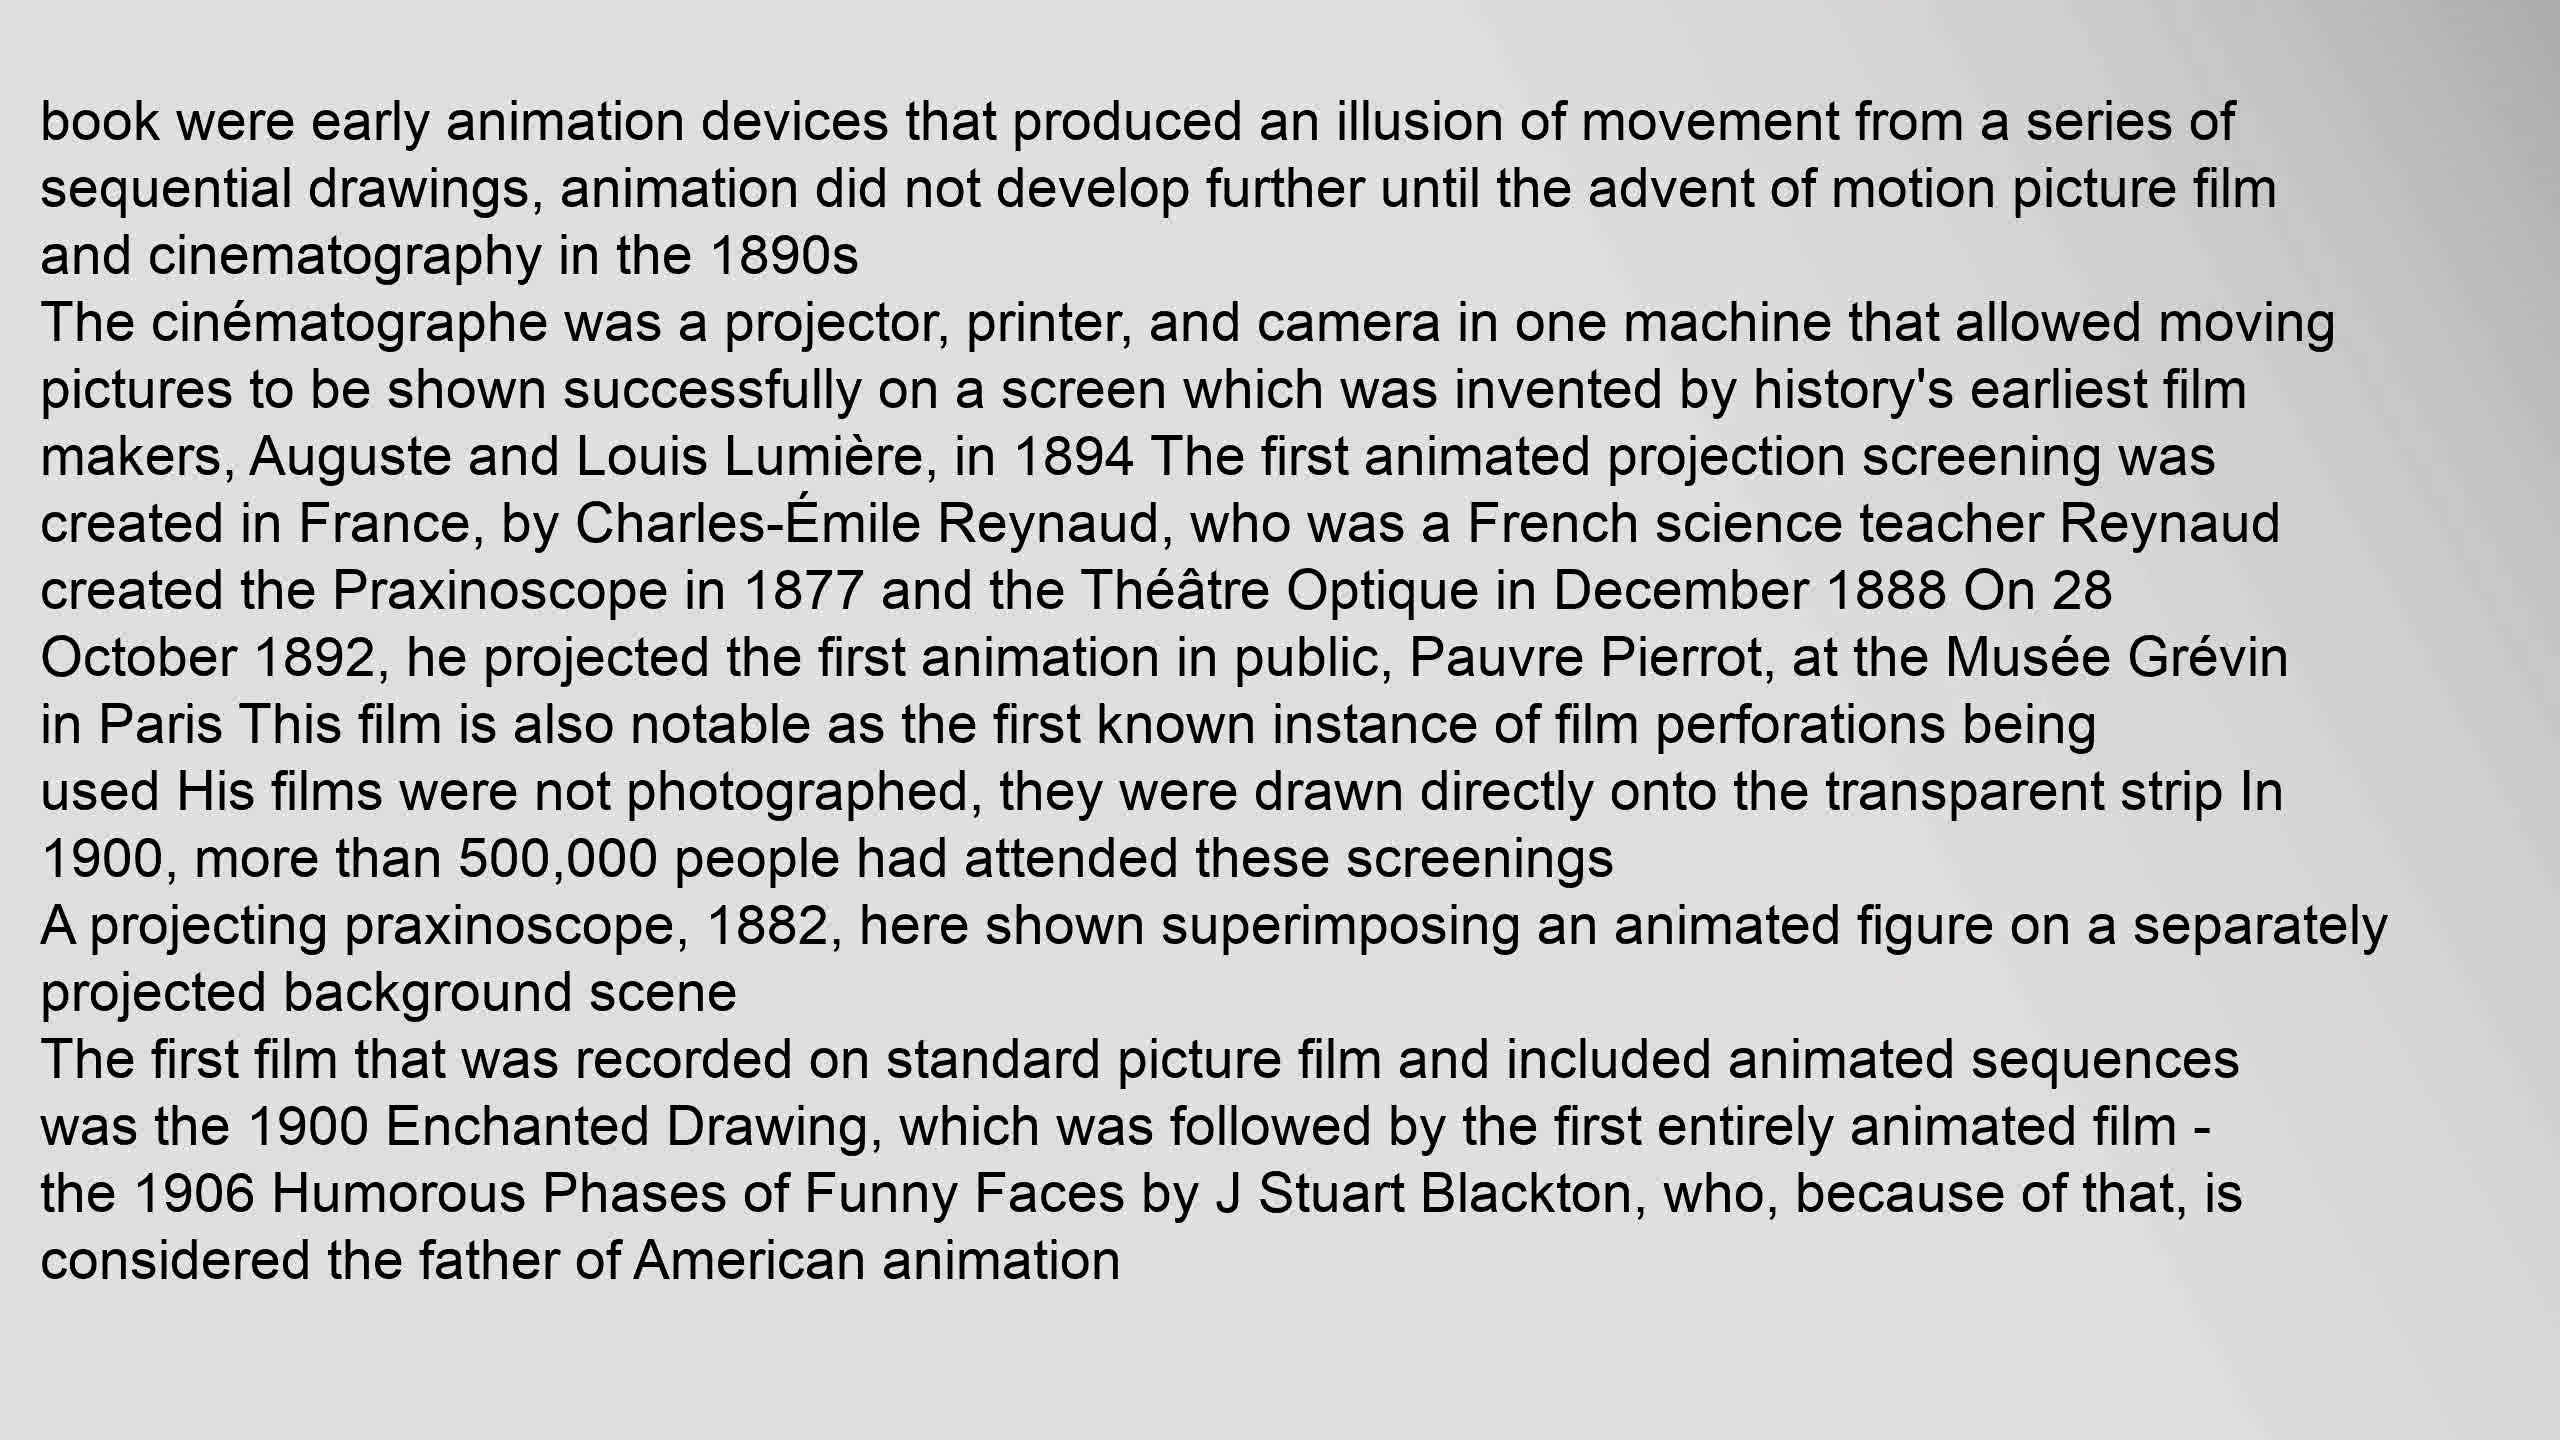 book were early animation devices that produced an illusion of movement from a series of
sequential drawings, animation did not develop further until the advent of motion picture film
and cinematography in the 1890s
The cinématographe was a projector, printer, and camera in one machine that allowed moving
pictures to be shown successfully on a screen which was invented by history's earliest film
makers, Auguste and Louis Lumière, in 1894 The first animated projection screening was
created in France, by Charles-Émile Reynaud, who was a French science teacher Reynaud
created the Praxinoscope in 1877 and the Théâtre Optique in December 1888 On 28
October 1892, he projected the first animation in public, Pauvre Pierrot, at the Musée Grévin
in Paris This film is also notable as the first known instance of film perforations being
used His films were not photographed, they were drawn directly onto the transparent strip In
1900, more than 500,000 people had attended these screenings
A projecting praxinoscope, 1882, here shown superimposing an animated figure on a separately
projected background scene
The first film that was recorded on standard picture film and included animated sequences
was the 1900 Enchanted Drawing, which was followed by the first entirely animated film -
the 1906 Humorous Phases of Funny Faces by J Stuart Blackton, who, because of that, is
considered the father of American animation